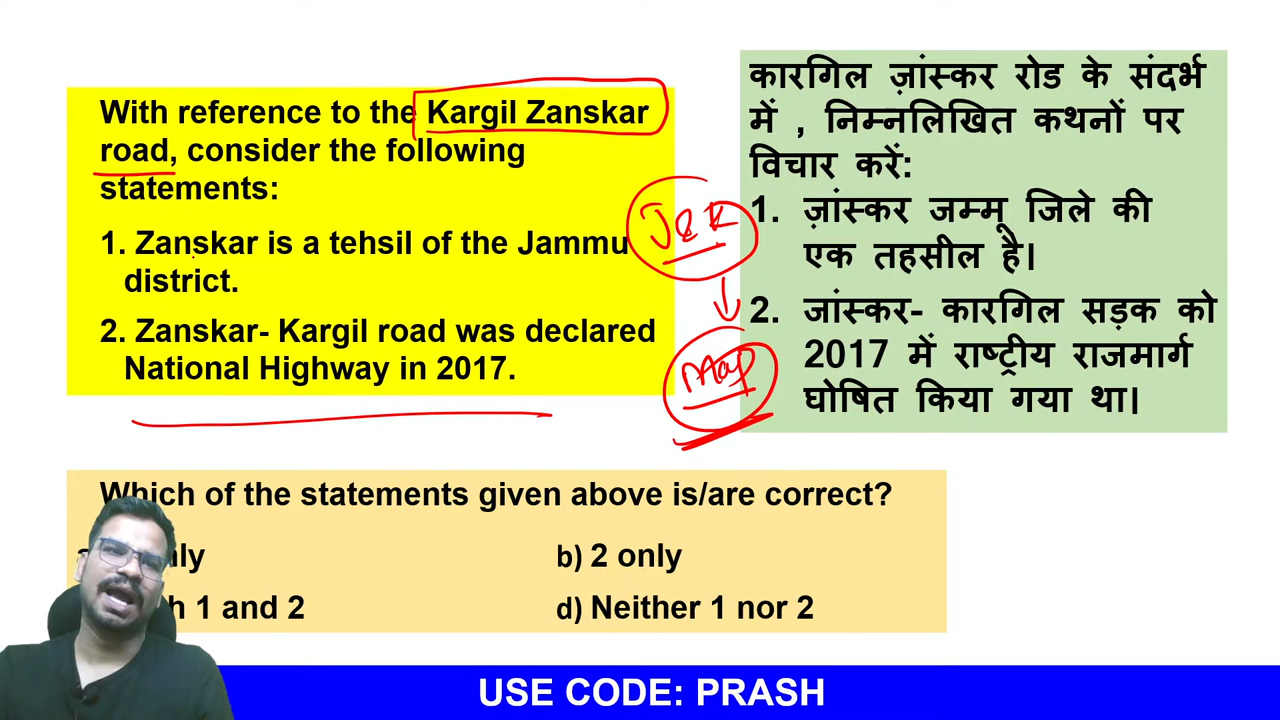 With reference to the Kargil Zanskar
road, consider the following
statements:
1. Zanskar is a tehsil of the Jammu
district.
2. Zanskar- Kargil road was declared
National Highway in 2017.
J&K
Map
कारगिल ज़ांस्कर रोड के संदर्भ
में , निम्नलिखित कथनों पर
विचार करें:
1. ज़ांस्कर जम्मू जिले की
एक तहसील है।
2. जांस्कर- कारगिल सड़क को
2017 में राष्ट्रीय राजमार्ग
घोषित किया गया था।
Which of the statements given above is/are correct?
b) 2 only
1 and 2
d) Neither 1 nor 2
USE CODE: PRASH